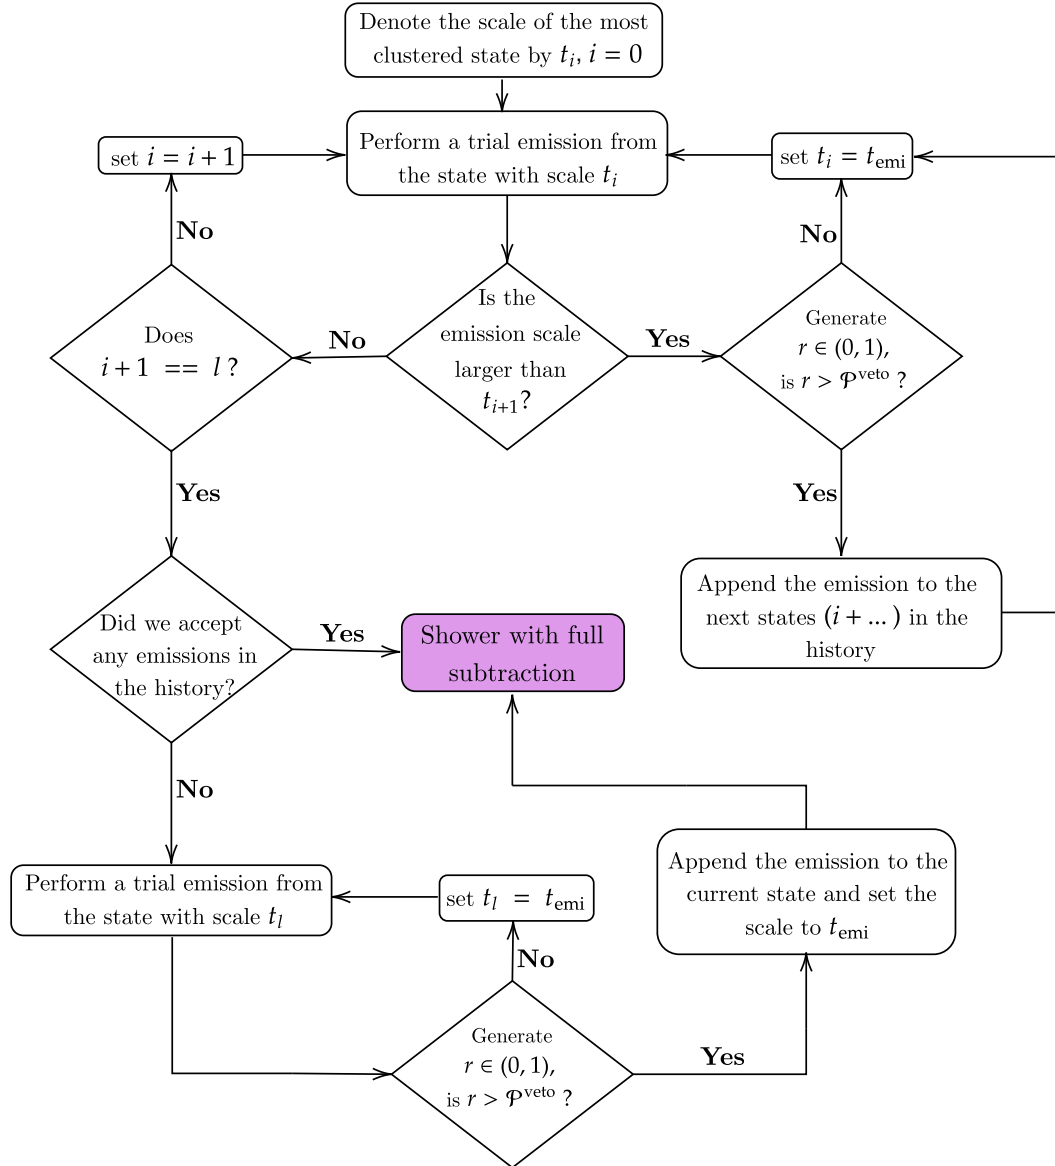 Denote the scale of the most
clustered state by tᵢ, i = 0
set i = i + 1
Perform a trial emission from
the state with scale tᵢ
set tᵢ = t_emi
No
No
Is the
emission scale
larger than
tᵢ₊₁?
Does
i + 1 == l ?
No
Yes
Generate
r ∈ (0, 1),
is r > 𝒫^veto ?
Yes
Yes
Append the emission to the
next states (i + ...) in the
history
Did we accept
any emissions in
the history?
Yes
Shower with full
subtraction
No
Perform a trial emission from
the state with scale t_l
set t_l = t_emi
Append the emission to the
current state and set the
scale to t_emi
No
Generate
r ∈ (0, 1),
is r > 𝒫^veto ?
Yes